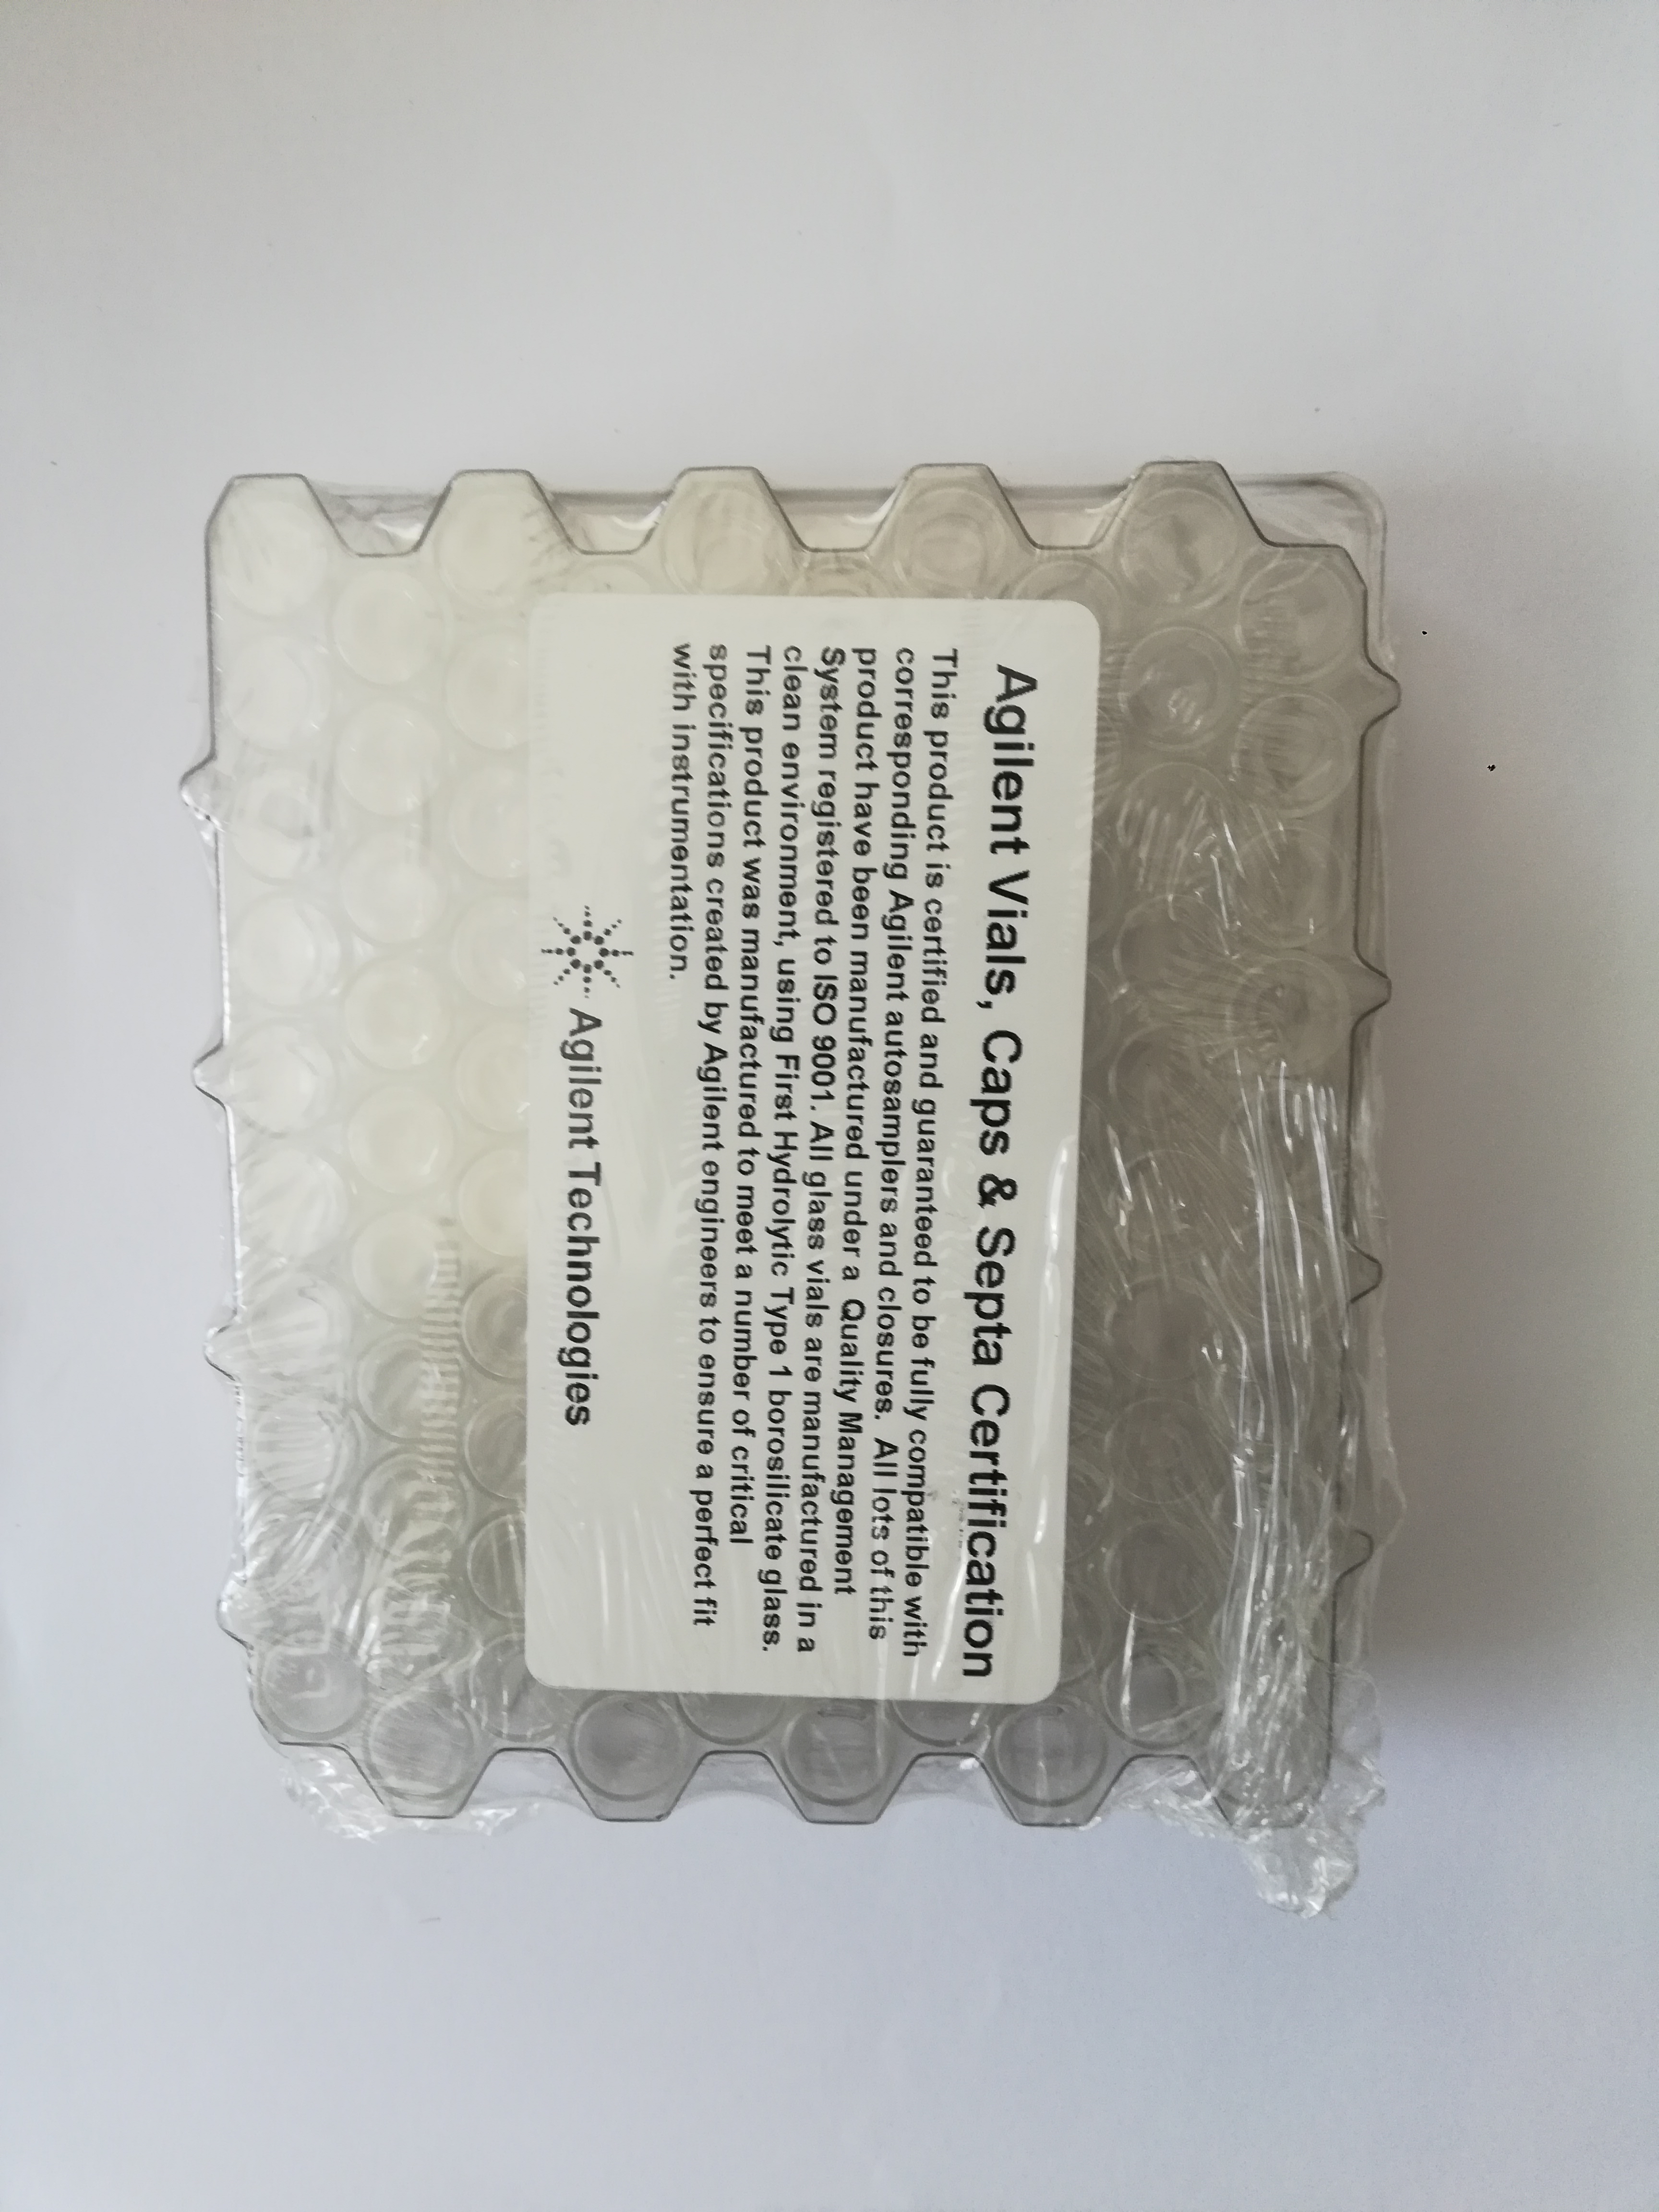 Agilent Vials, Caps & Septa Certification
This product is certified and guaranteed to be fully compatible with
corresponding Agilent autosamplers and closures. All lots of this
product have been manufactured under a Quality Management
System registered to ISO 9001. All glass vials are manufactured in a
clean environment, using First Hydrolytic Type 1 borosilicate glass.
This product was manufactured to meet a number of critical
specifications created by Agilent engineers to ensure a perfect fit
with instrumentation.
Agilent Technologies